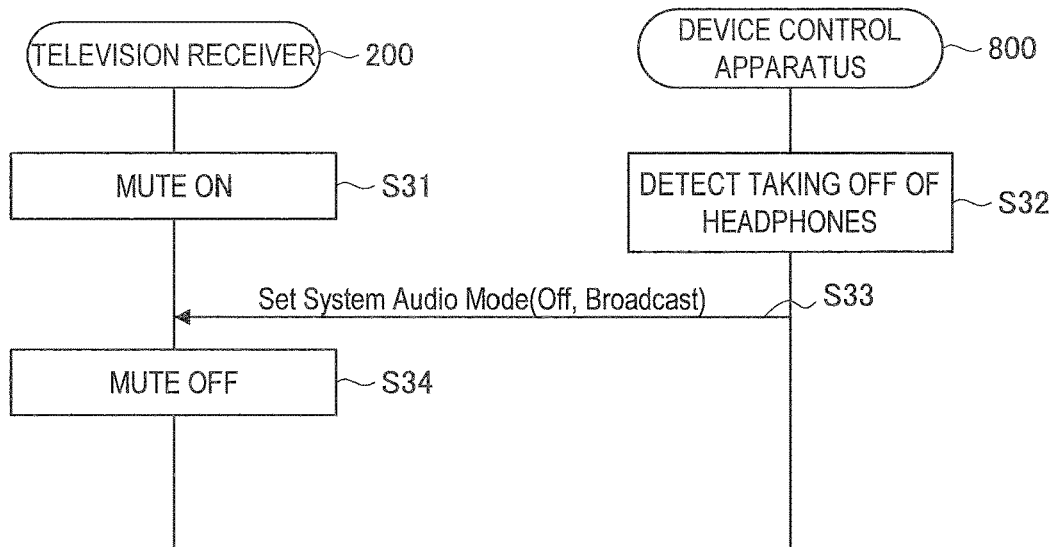 TELEVISION RECEIVER
200
DEVICE CONTROL
APPARATUS
800
MUTE ON
S31
DETECT TAKING OFF OF
HEADPHONES
S32
Set System Audio Mode(Off, Broadcast)
S33
MUTE OFF
S34